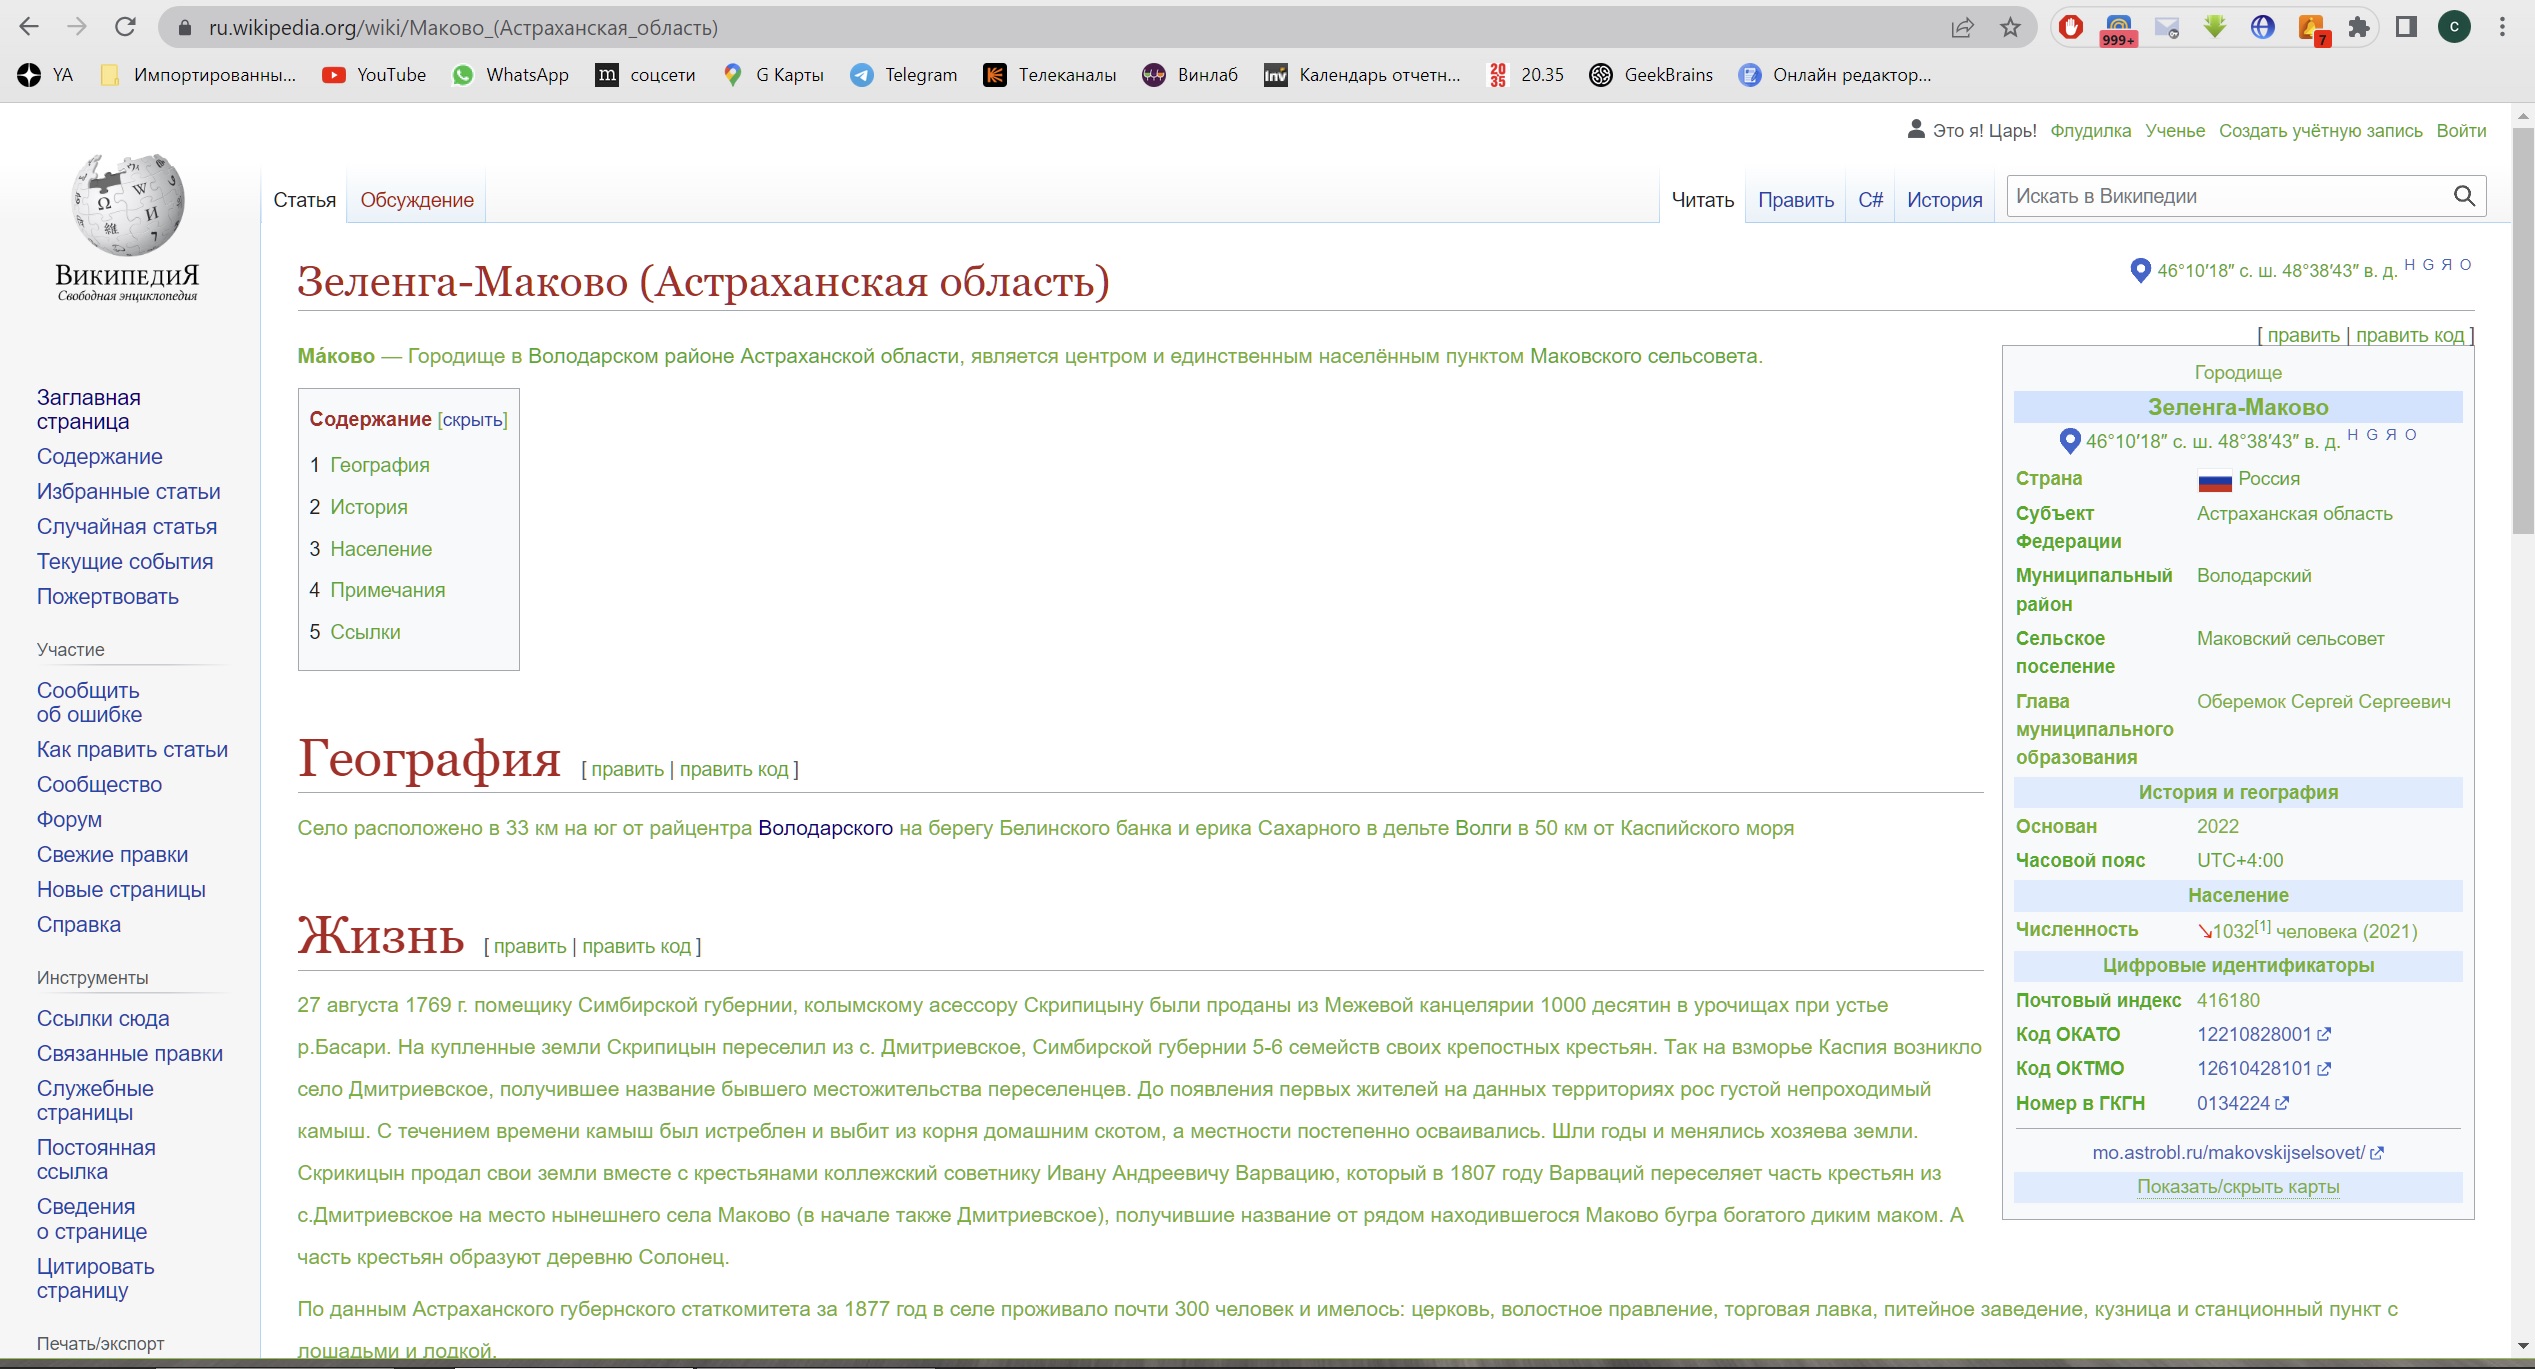 ru.wikipedia.org/wiki/Маково_(Астраханская_область)
999+
7
c
YA
Импортированны...
YouTube
WhatsApp
m соцсети
G Карты
Telegram
Телеканалы
Винлаб
Inv Календарь отчетн...
20 35 20.35
GeekBrains
Онлайн редактор...
Это я! Царь! Флудилка Ученье Создать учётную запись Войти
ВикипедиЯ
Свободная энциклопедия
Статья Обсуждение
Читать Править C# История
Искать в Википедии
Зеленга-Маково (Астраханская область)
46°10′18″ с. ш. 48°38′43″ в. д. H G Я O
Заглавная
страница
Содержание
Избранные статьи
Случайная статья
Текущие события
Пожертвовать
Участие
Сообщить
об ошибке
Как править статьи
Сообщество
Форум
Свежие правки
Новые страницы
Справка
Инструменты
Ссылки сюда
Связанные правки
Служебные
страницы
Постоянная
ссылка
Сведения
о странице
Цитировать
страницу
Печать/экспорт
Ма́ково — Городище в Володарском районе Астраханской области, является центром и единственным населённым пунктом Маковского сельсовета.
Содержание [скрыть]
1 География
2 История
3 Население
4 Примечания
5 Ссылки
География [ править | править код ]
Село расположено в 33 км на юг от райцентра Володарского на берегу Белинского банка и ерика Сахарного в дельте Волги в 50 км от Каспийского моря
Жизнь [ править | править код ]
27 августа 1769 г. помещику Симбирской губернии, колымскому асессору Скрипицыну были проданы из Межевой канцелярии 1000 десятин в урочищах при устье
р.Басари. На купленные земли Скрипицын переселил из с. Дмитриевское, Симбирской губернии 5-6 семейств своих крепостных крестьян. Так на взморье Каспия возникло
село Дмитриевское, получившее название бывшего местожительства переселенцев. До появления первых жителей на данных территориях рос густой непроходимый
камыш. С течением времени камыш был истреблен и выбит из корня домашним скотом, а местности постепенно осваивались. Шли годы и менялись хозяева земли.
Скрикицын продал свои земли вместе с крестьянами коллежский советнику Ивану Андреевичу Варвацию, который в 1807 году Варваций переселяет часть крестьян из
с.Дмитриевское на место нынешнего села Маково (в начале также Дмитриевское), получившие название от рядом находившегося Маково бугра богатого диким маком. А
часть крестьян образуют деревню Солонец.
По данным Астраханского губернского статкомитета за 1877 год в селе проживало почти 300 человек и имелось: церковь, волостное правление, торговая лавка, питейное заведение, кузница и станционный пункт с
лошадьми и лодкой.
[ править | править код ]
Городище
Зеленга-Маково
46°10′18″ с. ш. 48°38′43″ в. д. H G Я O
Страна Россия
Субъект Астраханская область
Федерации
Муниципальный Володарский
район
Сельское Маковский сельсовет
поселение
Глава Оберемок Сергей Сергеевич
муниципального
образования
История и география
Основан 2022
Часовой пояс UTC+4:00
Население
Численность ↘1032[1] человека (2021)
Цифровые идентификаторы
Почтовый индекс 416180
Код ОКАТО 12210828001
Код ОКТМО 12610428101
Номер в ГКГН 0134224
mo.astrobl.ru/makovskijselsovet/
Показать/скрыть карты